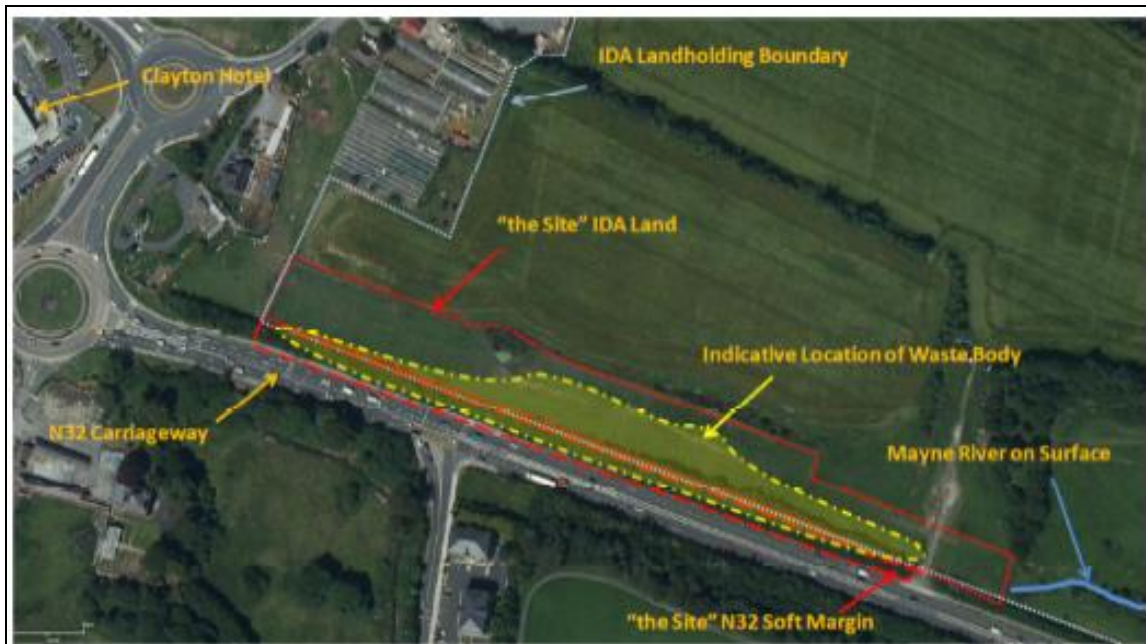 IDA Landholding Boundary
Clayton Hotel
"the Site" IDA Land
Indicative Location of Waste Body
N32 Carriageway
Mayne River on Surface
"the Site" N32 Soft Margin